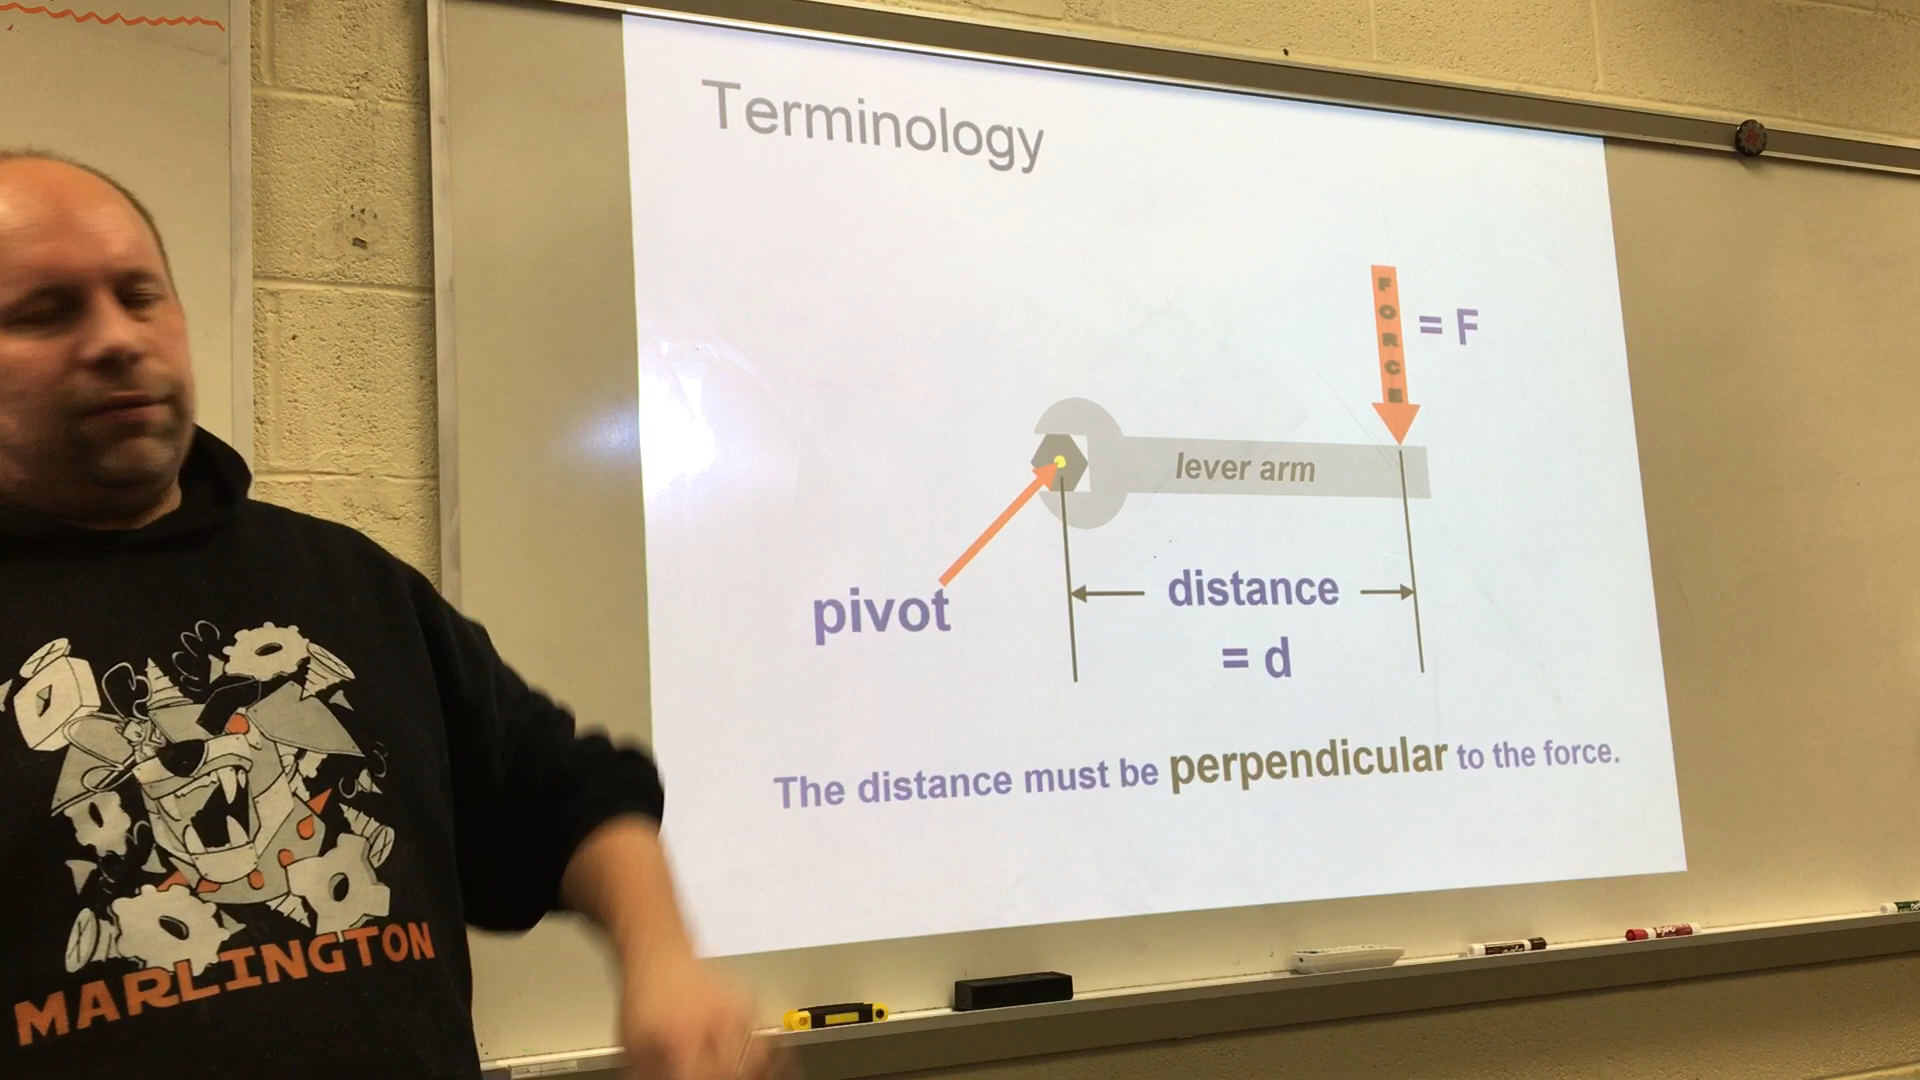 Terminology
FORCE
= F
lever arm
pivot
distance
= d
The distance must be perpendicular to the force.
MARLINGTON